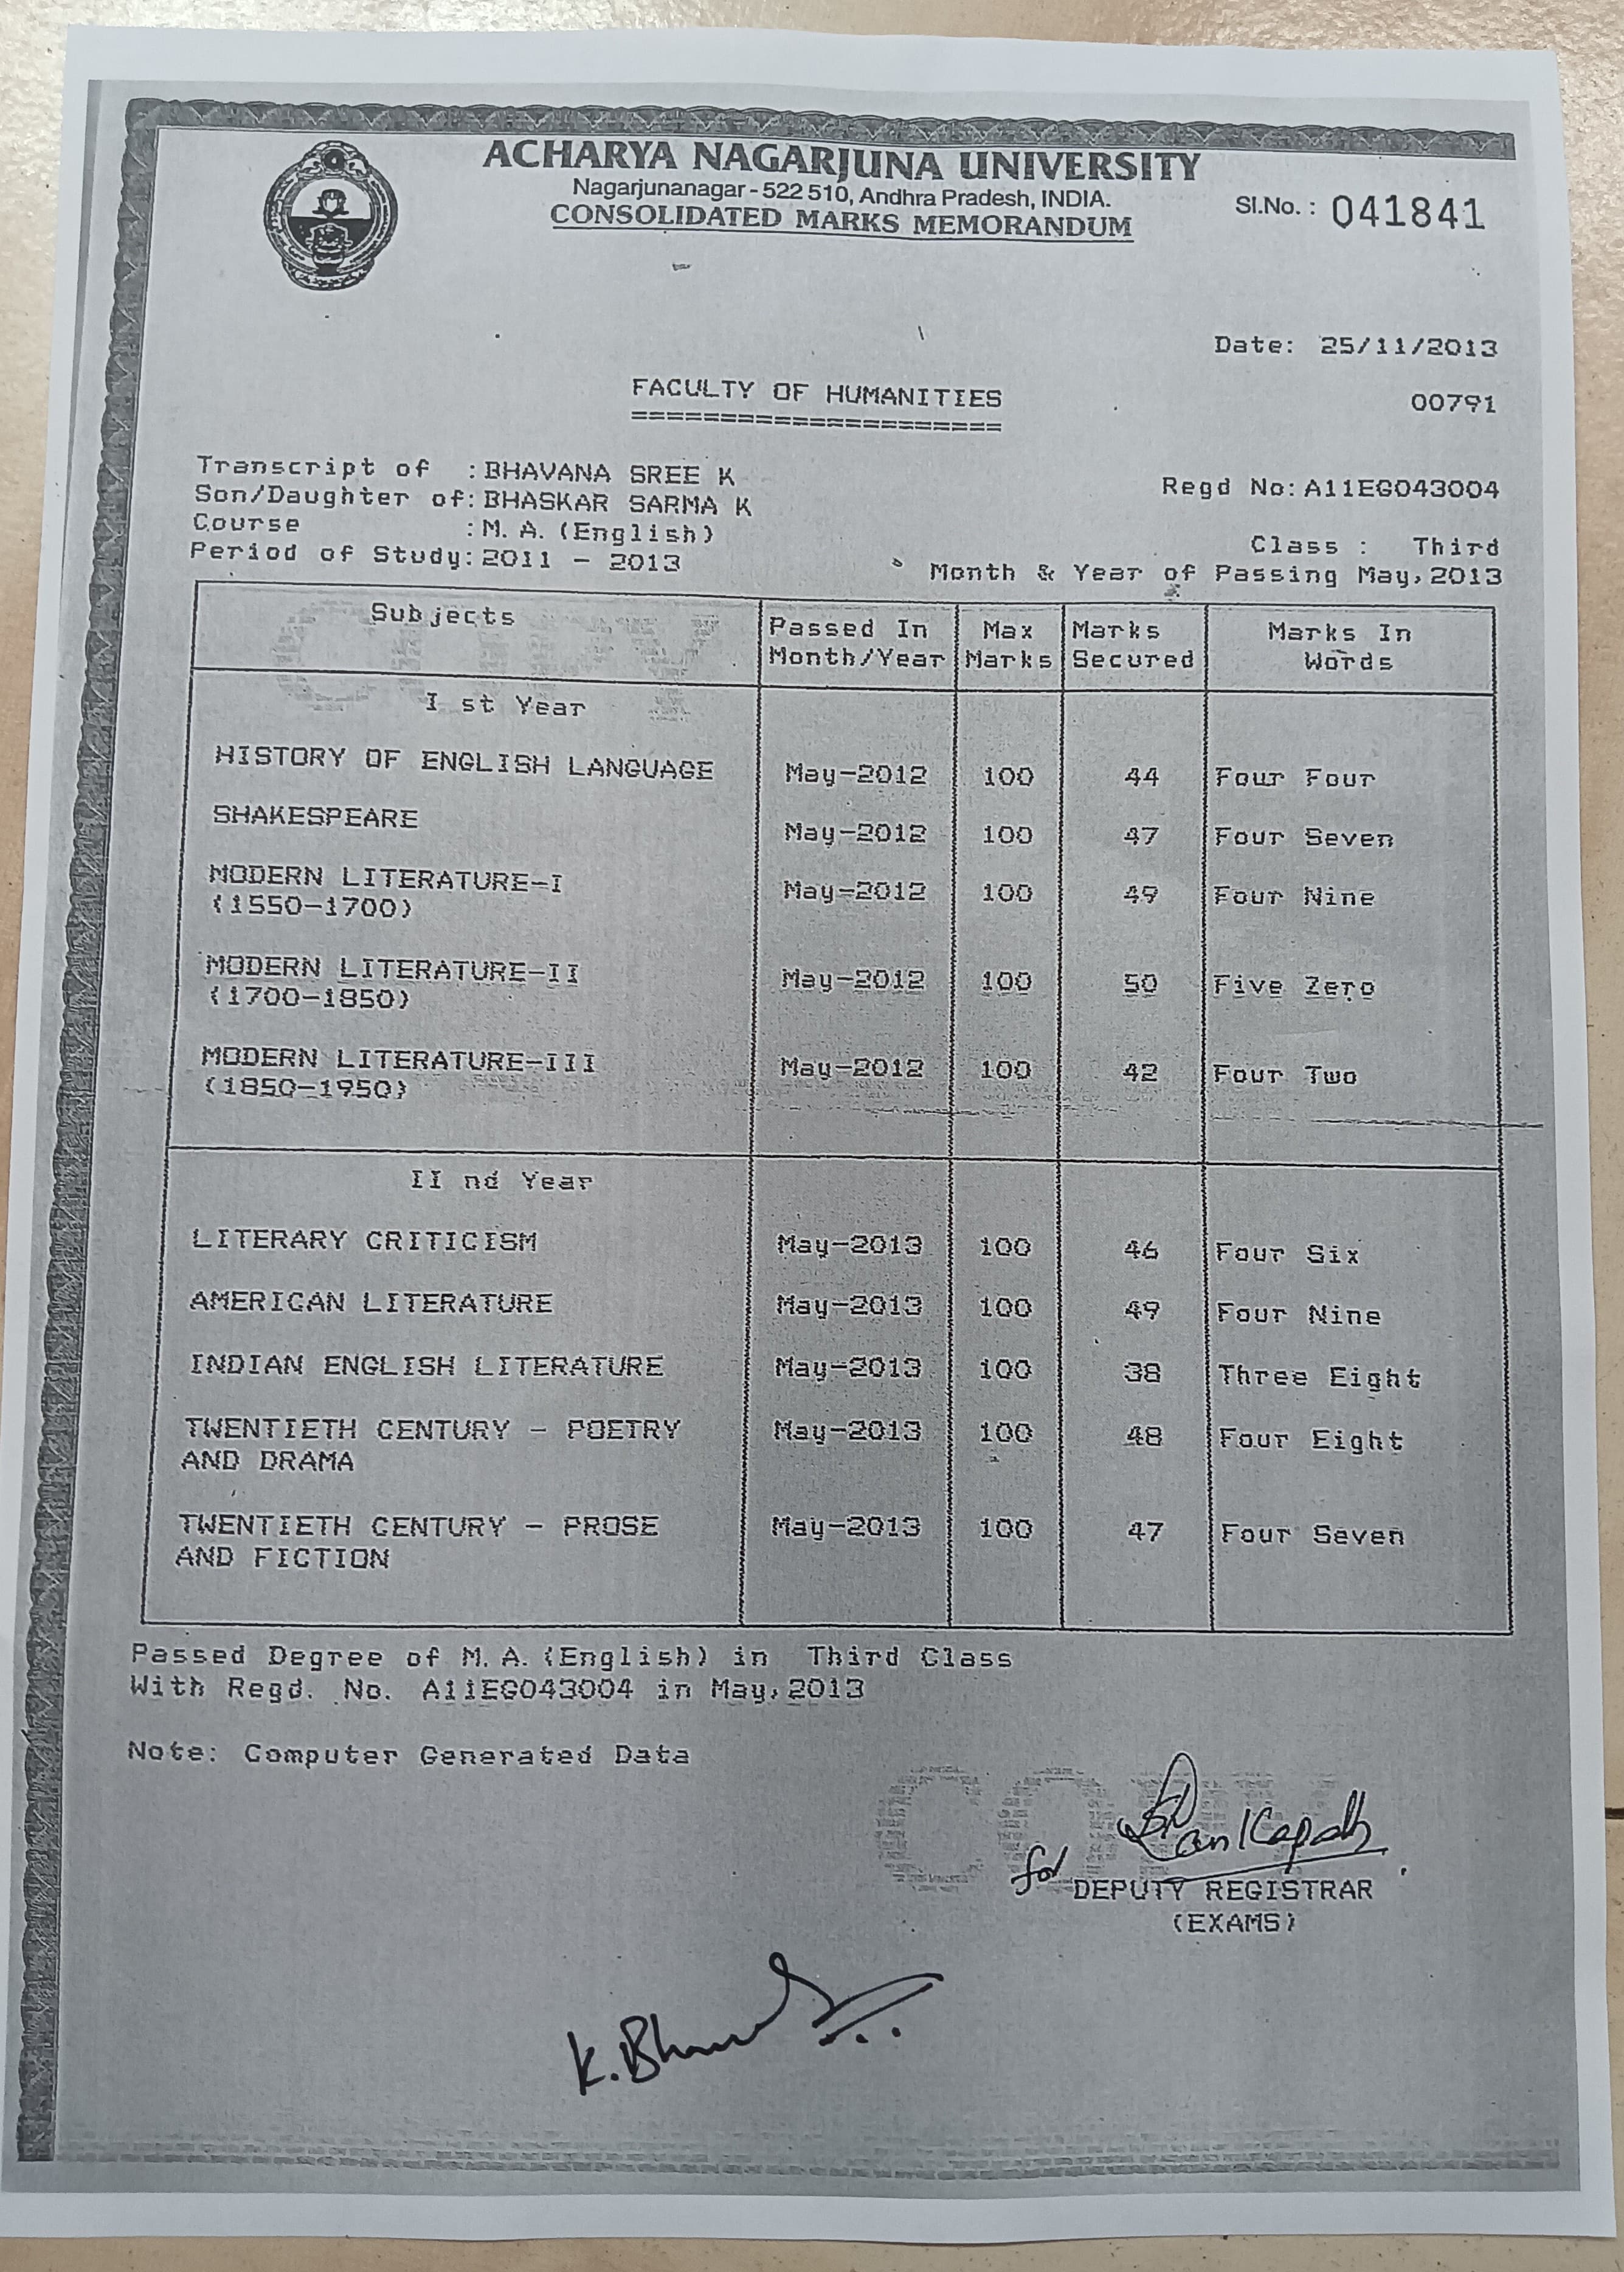 ACHARYA NAGARJUNA UNIVERSITY
Nagarjunanagar - 522 510, Andhra Pradesh, INDIA.
CONSOLIDATED MARKS MEMORANDUM
Sl.No. : 041841
Date: 25/11/2013
FACULTY OF HUMANITIES
=====================
00791
Transcript of : BHAVANA SREE K
Son/Daughter of: BHASKAR SARMA K
Regd No: A11EG043004
Course : M. A. (English)
Class : Third
Period of Study: 2011 - 2013
Month & Year of Passing May, 2013
Subjects Passed In Month/Year Max Marks Marks Secured Marks In Words
COPY
I st Year
HISTORY OF ENGLISH LANGUAGE May-2012 100 44 Four Four
SHAKESPEARE May-2012 100 47 Four Seven
MODERN LITERATURE-I May-2012 100 49 Four Nine
(1550-1700)
MODERN LITERATURE-II May-2012 100 50 Five Zero
(1700-1850)
MODERN LITERATURE-III May-2012 100 42 Four Two
(1850-1950)
II nd Year
LITERARY CRITICISM May-2013 100 46 Four Six
AMERICAN LITERATURE May-2013 100 49 Four Nine
INDIAN ENGLISH LITERATURE May-2013 100 38 Three Eight
TWENTIETH CENTURY - POETRY May-2013 100 48 Four Eight
AND DRAMA
TWENTIETH CENTURY - PROSE May-2013 100 47 Four Seven
AND FICTION
Passed Degree of M. A. (English) in Third Class
With Regd. No. A11EG043004 in May, 2013
Note: Computer Generated Data
COPY
for DEPUTY REGISTRAR
(EXAMS)